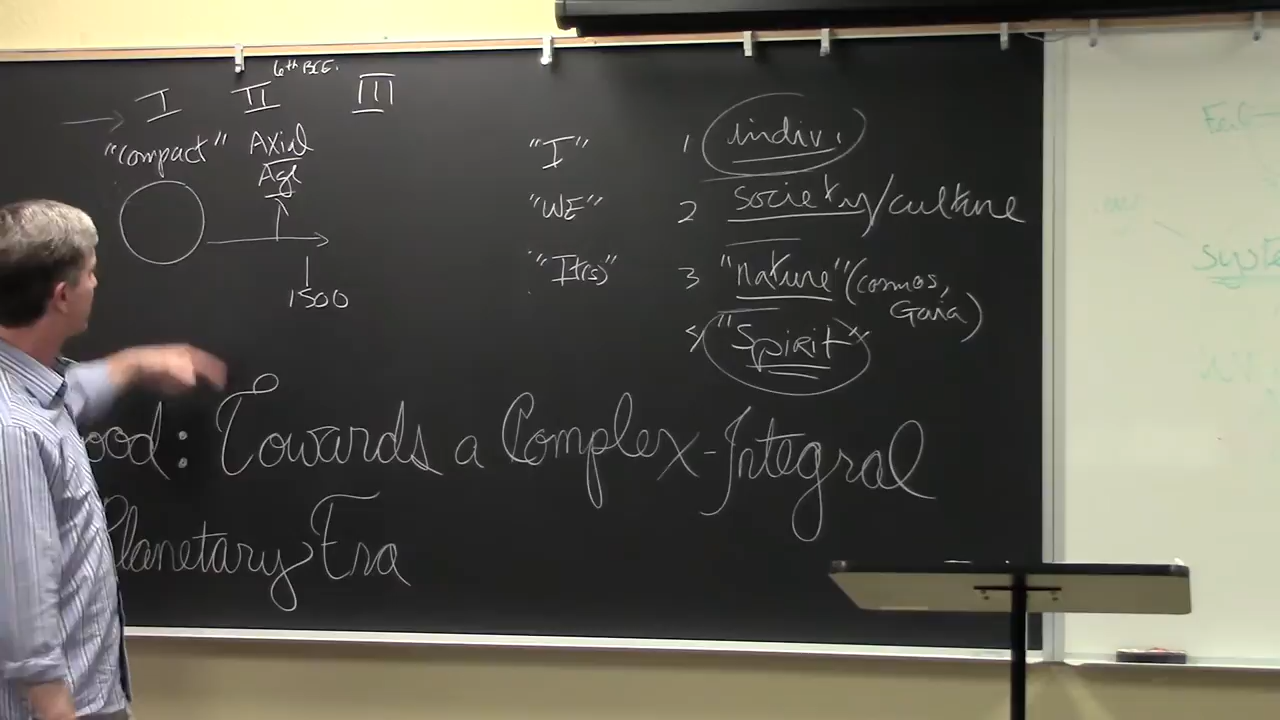 I II 6th BCE. III
"compact" Axial
Age
1500
"I" 1 indiv.
"WE" 2 society/culture
"It(s)" 3 "nature" (cosmos,
Gaia)
4 "Spirit"
ood: Towards a Complex-Integral
Planetary Era
syste